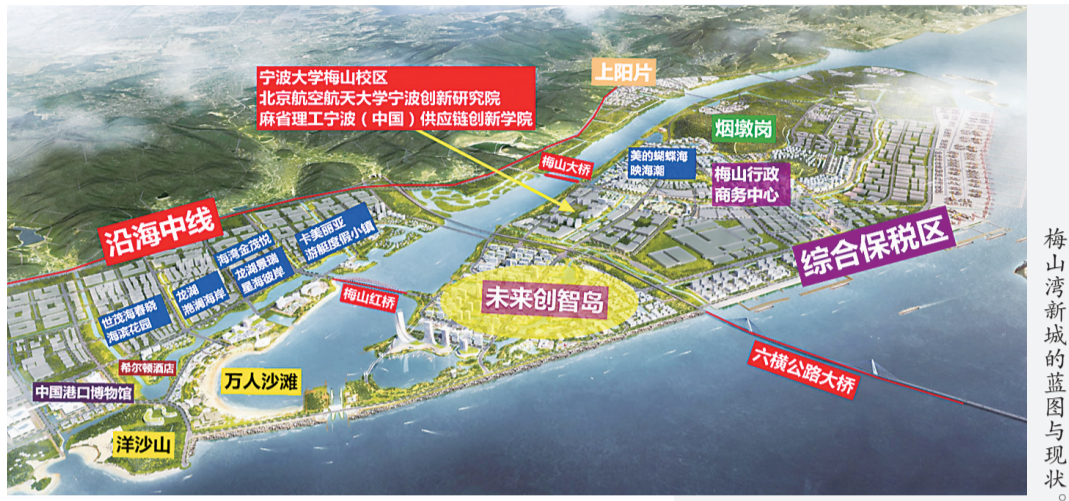 宁波大学梅山校区
北京航空航天大学宁波创新研究院
麻省理工宁波（中国）供应链创新学院
上阳片
烟墩岗
梅山大桥
美的蝴蝶海
映海潮
梅山行政
商务中心
沿海中线
卡美丽亚
游艇度假小镇
海湾金茂悦
龙湖景瑞
星海彼岸
龙湖
滟澜海岸
世茂海春晓
海滨花园
综合保税区
梅山红桥
未来创智岛
六横公路大桥
希尔顿酒店
中国港口博物馆
万人沙滩
洋沙山
梅山湾新城的蓝图与现状。